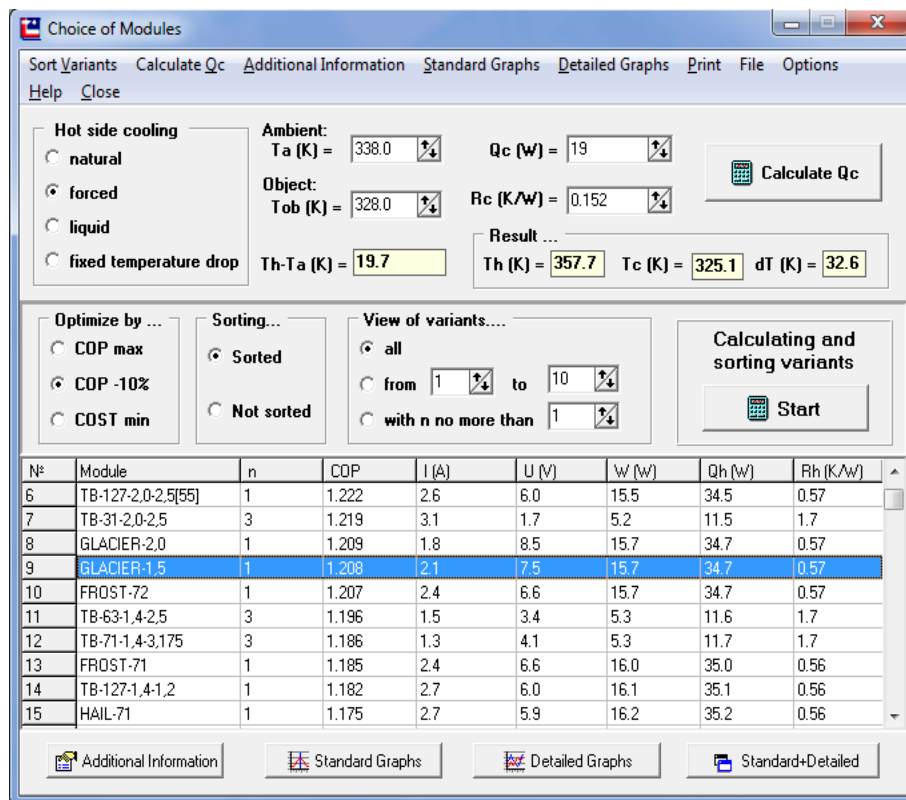 Choice of Modules
Sort Variants Calculate Qc Additional Information Standard Graphs Detailed Graphs Print File Options
Help Close
Hot side cooling
natural
forced
liquid
fixed temperature drop
Ambient:
Ta (K) = 338.0
Object:
Tob (K) = 328.0
Th-Ta (K) = 19.7
Qc (W) = 19
Rc (K/W) = 0.152
Calculate Qc
Result ...
Th (K) = 357.7 Tc (K) = 325.1 dT (K) = 32.6
Optimize by ...
COP max
COP -10%
COST min
Sorting...
Sorted
Not sorted
View of variants....
all
from 1 to 10
with n no more than 1
Calculating and
sorting variants
Start
№ Module n COP I (A) U (V) W (W) Qh (W) Rh (K/W)
6 TB-127-2,0-2,5[55] 1 1.222 2.6 6.0 15.5 34.5 0.57
7 TB-31-2,0-2,5 3 1.219 3.1 1.7 5.2 11.5 1.7
8 GLACIER-2,0 1 1.209 1.8 8.5 15.7 34.7 0.57
9 GLACIER-1,5 1 1.208 2.1 7.5 15.7 34.7 0.57
10 FROST-72 1 1.207 2.4 6.6 15.7 34.7 0.57
11 TB-63-1,4-2,5 3 1.196 1.5 3.4 5.3 11.6 1.7
12 TB-71-1,4-3,175 3 1.186 1.3 4.1 5.3 11.7 1.7
13 FROST-71 1 1.185 2.4 6.6 16.0 35.0 0.56
14 TB-127-1,4-1,2 1 1.182 2.7 6.0 16.1 35.1 0.56
15 HAIL-71 1 1.175 2.7 5.9 16.2 35.2 0.56
Additional Information Standard Graphs Detailed Graphs Standard+Detailed